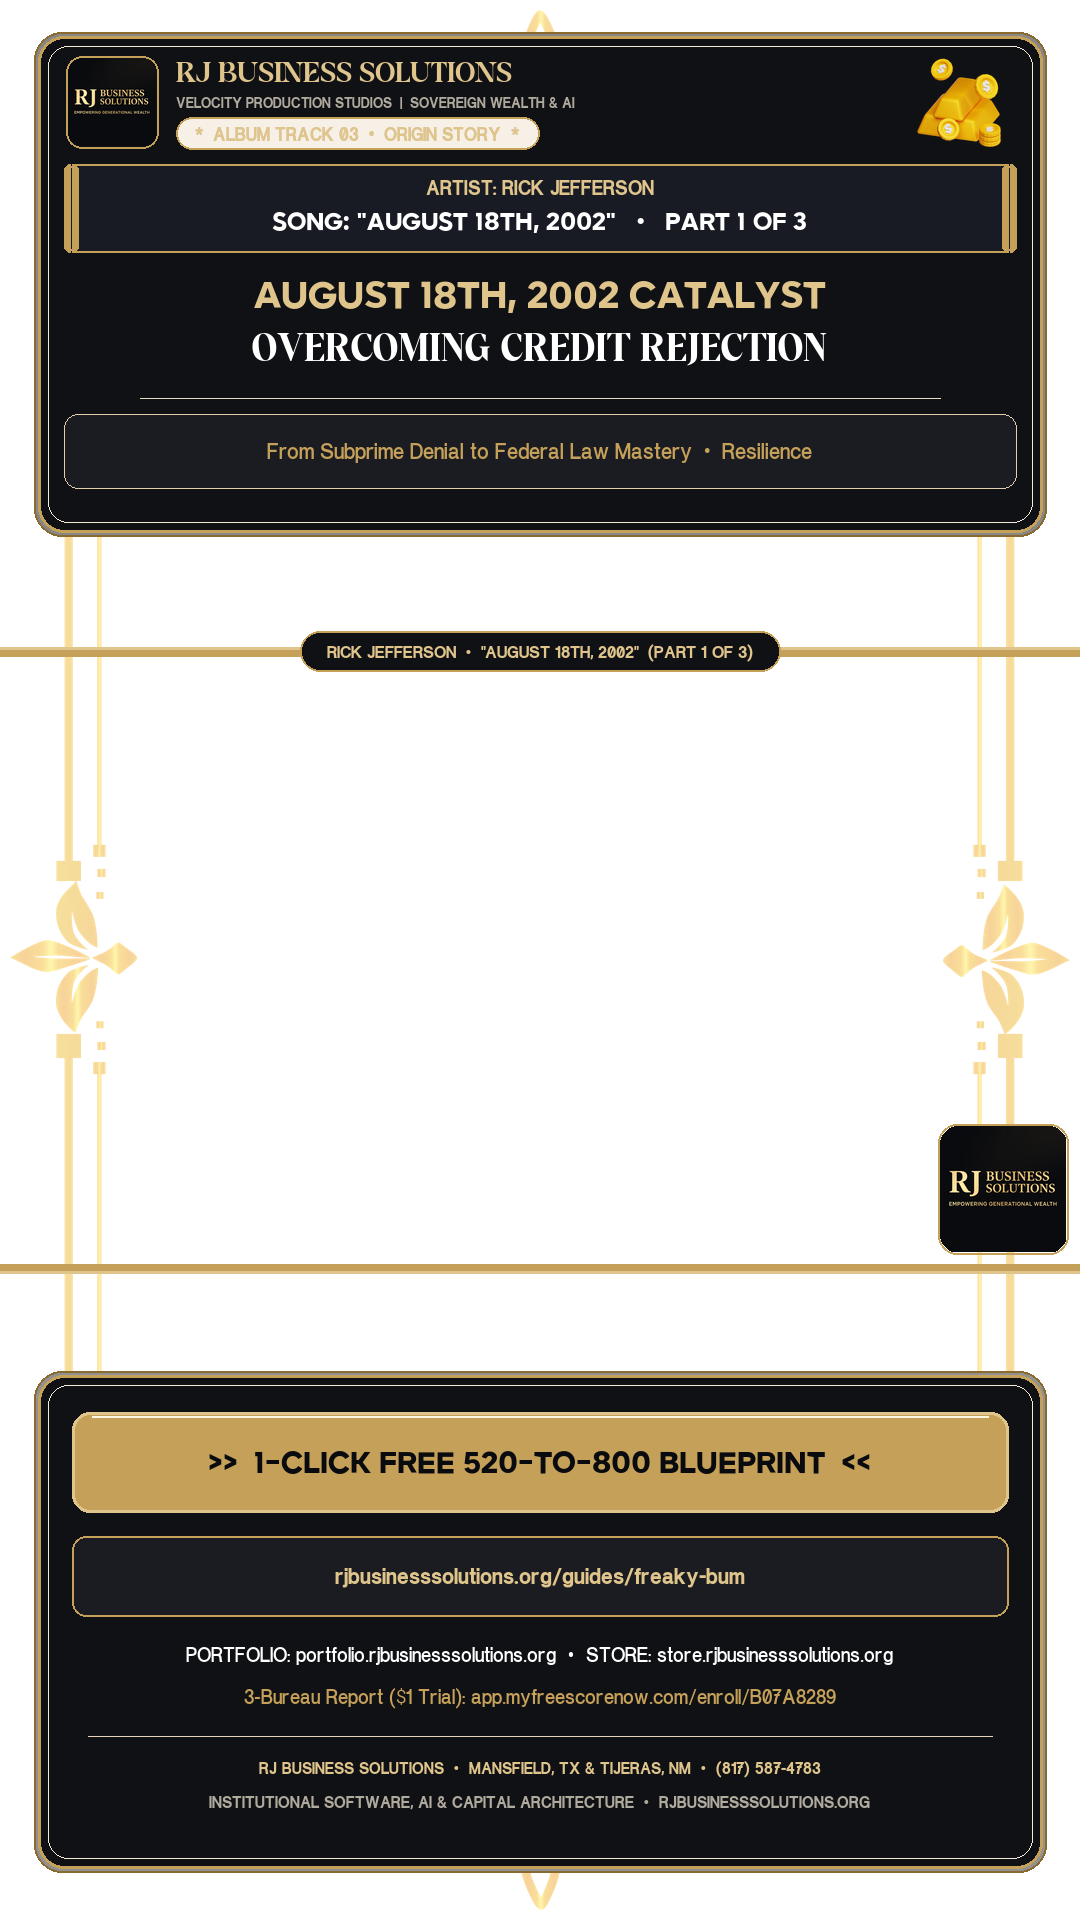 RJ BUSINESS SOLUTIONS
RJ BUSINESS SOLUTIONS
EMPOWERING GENERATIONAL WEALTH
VELOCITY PRODUCTION STUDIOS | SOVEREIGN WEALTH & AI
* ALBUM TRACK 03 • ORIGIN STORY *
ARTIST: RICK JEFFERSON
SONG: "AUGUST 18TH, 2002" • PART 1 OF 3
AUGUST 18TH, 2002 CATALYST
OVERCOMING CREDIT REJECTION
From Subprime Denial to Federal Law Mastery • Resilience
RICK JEFFERSON • "AUGUST 18TH, 2002" (PART 1 OF 3)
RJ BUSINESS SOLUTIONS
EMPOWERING GENERATIONAL WEALTH
>> 1-CLICK FREE 520-TO-800 BLUEPRINT <<
rjbusinesssolutions.org/guides/freaky-bum
PORTFOLIO: portfolio.rjbusinesssolutions.org • STORE: store.rjbusinesssolutions.org
3-Bureau Report ($1 Trial): app.myfreescorenow.com/enroll/B07A8289
RJ BUSINESS SOLUTIONS • MANSFIELD, TX & TIJERAS, NM • (817) 587-4783
INSTITUTIONAL SOFTWARE, AI & CAPITAL ARCHITECTURE • RJBUSINESSSOLUTIONS.ORG